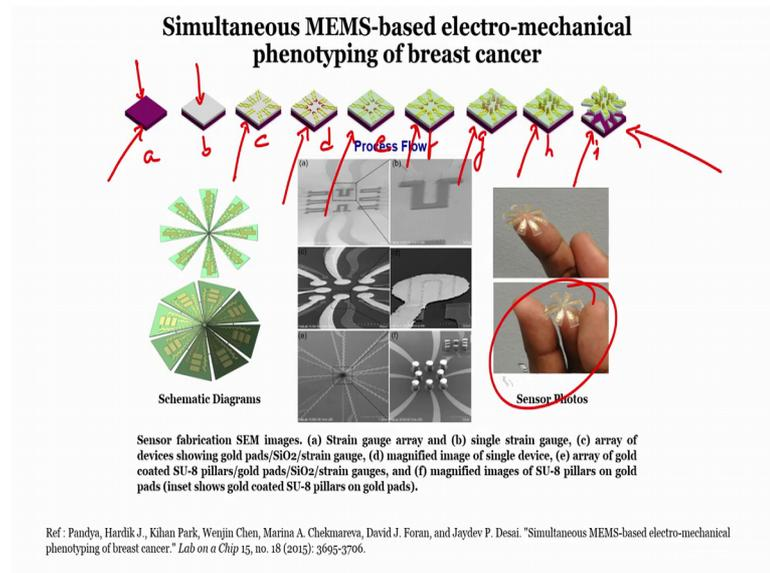 Simultaneous MEMS-based electro-mechanical
phenotyping of breast cancer
a b c d e f g h i
Process Flow
(a) (b)
(c) (d)
(e) (f)
Schematic Diagrams
Sensor Photos
Sensor fabrication SEM images. (a) Strain gauge array and (b) single strain gauge, (c) array of
devices showing gold pads/SiO2/strain gauge, (d) magnified image of single device, (e) array of gold
coated SU-8 pillars/gold pads/SiO2/strain gauges, and (f) magnified images of SU-8 pillars on gold
pads (inset shows gold coated SU-8 pillars on gold pads).
Ref : Pandya, Hardik J., Kihan Park, Wenjin Chen, Marina A. Chekmareva, David J. Foran, and Jaydev P. Desai. "Simultaneous MEMS-based electro-mechanical
phenotyping of breast cancer." Lab on a Chip 15, no. 18 (2015): 3695-3706.